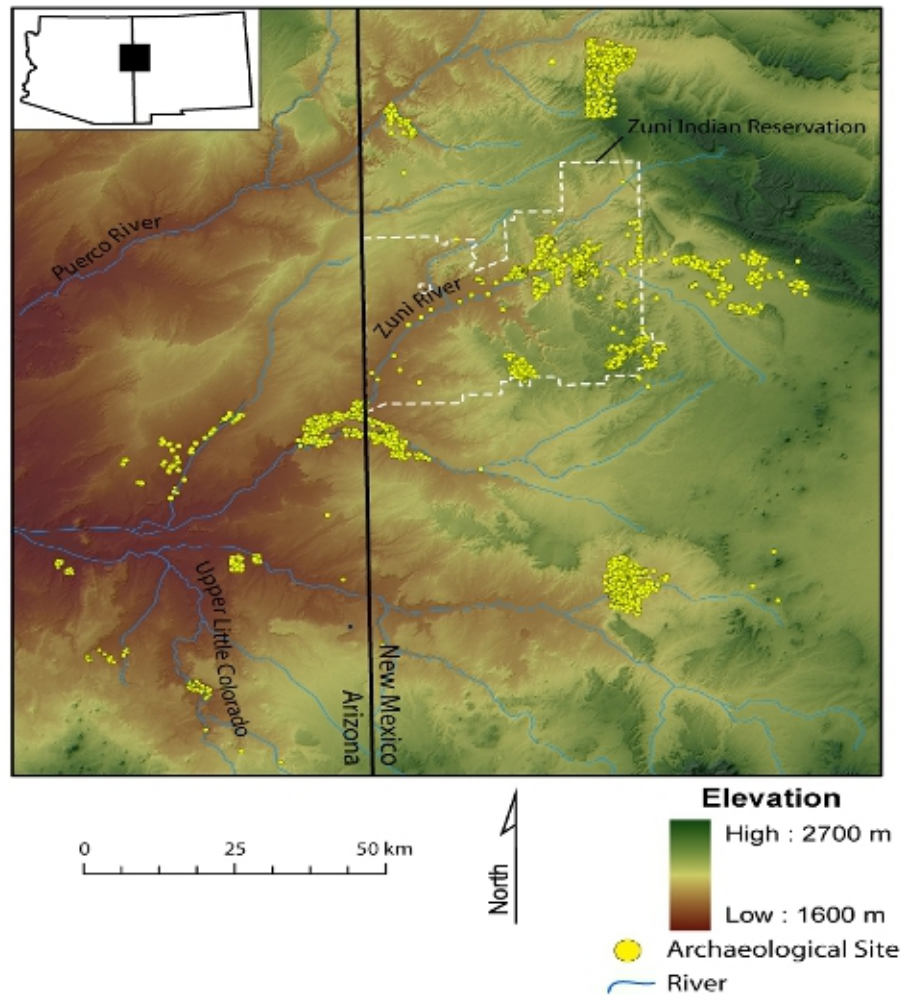 Zuni Indian Reservation
Puerco River
Zuni River
Upper Little Colorado
New Mexico
Arizona
Elevation
High : 2700 m
Low : 1600 m
0 25 50 km
North
Archaeological Site
River